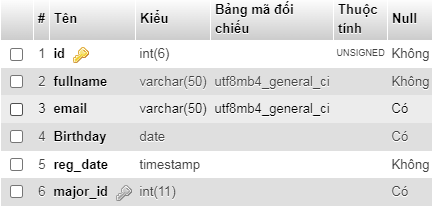 # Tên Kiểu Bảng mã đối chiếu Thuộc tính Null
1 id int(6) UNSIGNED Không
2 fullname varchar(50) utf8mb4_general_ci Không
3 email varchar(50) utf8mb4_general_ci Có
4 Birthday date Có
5 reg_date timestamp Không
6 major_id int(11) Có